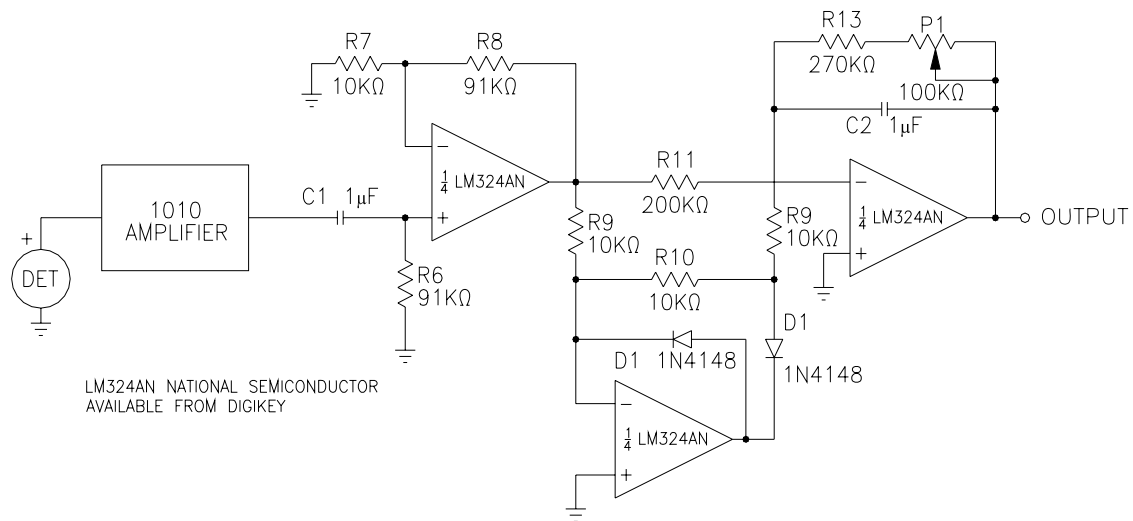 R7
10KΩ
R8
91KΩ
R13
270KΩ
P1
100KΩ
C2 1µF
1010
AMPLIFIER
C1 1µF
−
+
1/4 LM324AN
R11
200KΩ
−
+
1/4 LM324AN
OUTPUT
+
DET
R6
91KΩ
R9
10KΩ
R10
10KΩ
R9
10KΩ
D1
1N4148
D1
1N4148
−
+
1/4 LM324AN
LM324AN NATIONAL SEMICONDUCTOR
AVAILABLE FROM DIGIKEY